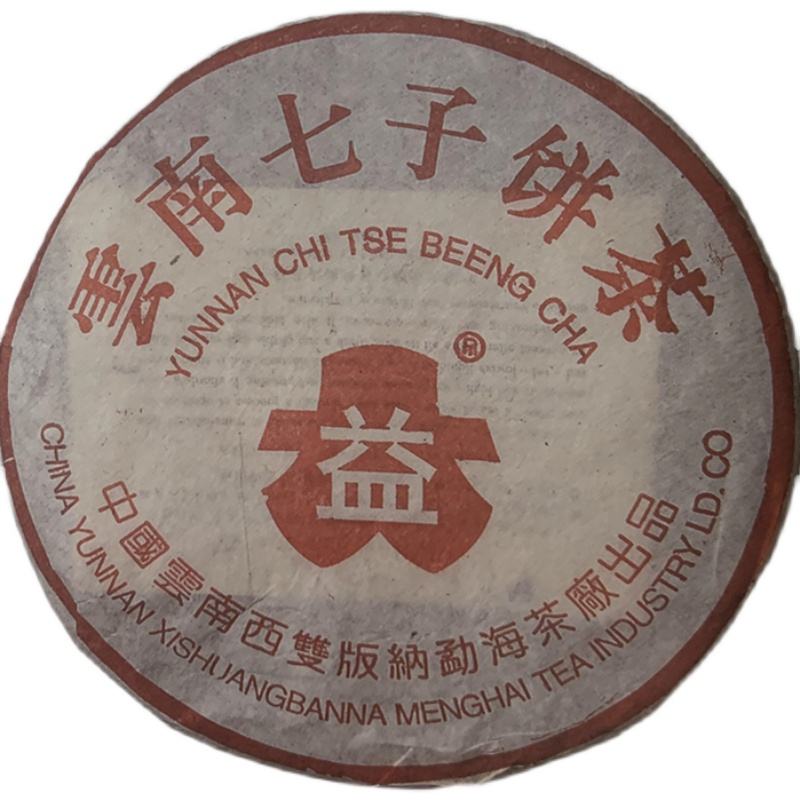 雲南七子餅茶
YUNNAN CHI TSE BEENG CHA
益
中國雲南西雙版納勐海茶廠出品
CHINA YUNNAN XISHUANGBANNA MENGHAI TEA INDUSTRY.LD.CO